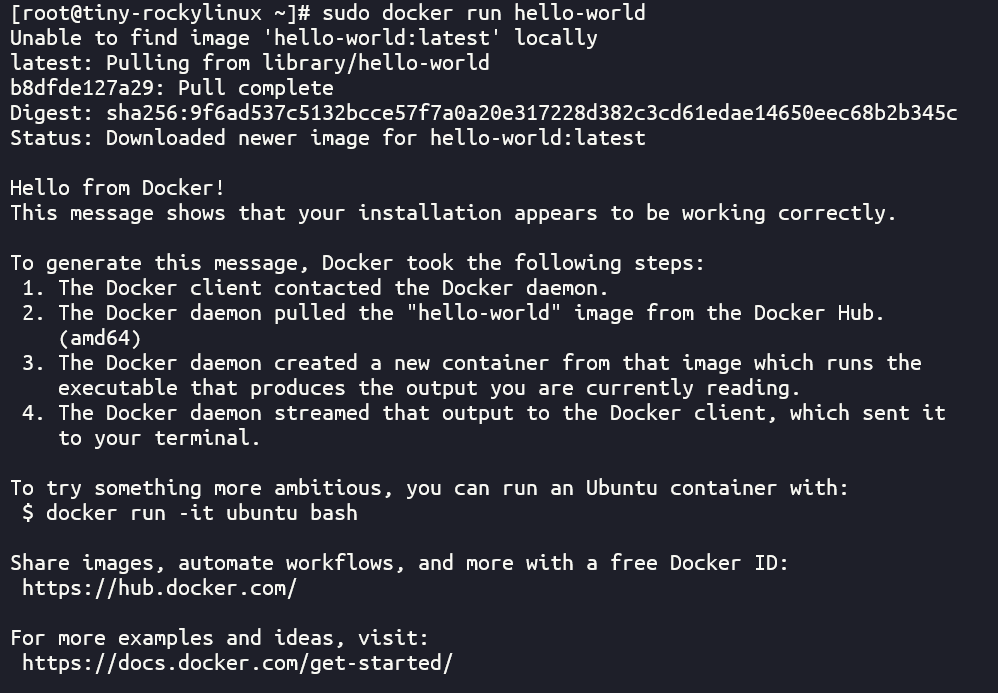 [root@tiny-rockylinux ~]# sudo docker run hello-world
Unable to find image 'hello-world:latest' locally
latest: Pulling from library/hello-world
b8dfde127a29: Pull complete
Digest: sha256:9f6ad537c5132bcce57f7a0a20e317228d382c3cd61edae14650eec68b2b345c
Status: Downloaded newer image for hello-world:latest

Hello from Docker!
This message shows that your installation appears to be working correctly.

To generate this message, Docker took the following steps:
 1. The Docker client contacted the Docker daemon.
 2. The Docker daemon pulled the "hello-world" image from the Docker Hub.
    (amd64)
 3. The Docker daemon created a new container from that image which runs the
    executable that produces the output you are currently reading.
 4. The Docker daemon streamed that output to the Docker client, which sent it
    to your terminal.

To try something more ambitious, you can run an Ubuntu container with:
 $ docker run -it ubuntu bash

Share images, automate workflows, and more with a free Docker ID:
 https://hub.docker.com/

For more examples and ideas, visit:
 https://docs.docker.com/get-started/